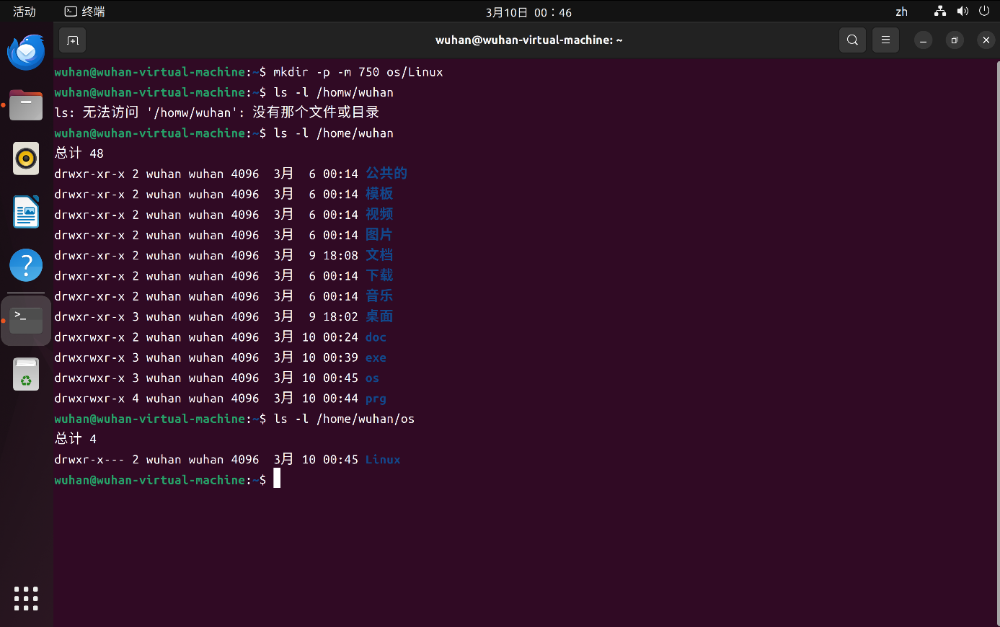 活动 终端 3月10日 00：46 zh
wuhan@wuhan-virtual-machine: ~
wuhan@wuhan-virtual-machine:~$ mkdir -p -m 750 os/Linux
wuhan@wuhan-virtual-machine:~$ ls -l /homw/wuhan
ls: 无法访问 '/homw/wuhan': 没有那个文件或目录
wuhan@wuhan-virtual-machine:~$ ls -l /home/wuhan
总计 48
drwxr-xr-x 2 wuhan wuhan 4096  3月  6 00:14 公共的
drwxr-xr-x 2 wuhan wuhan 4096  3月  6 00:14 模板
drwxr-xr-x 2 wuhan wuhan 4096  3月  6 00:14 视频
drwxr-xr-x 2 wuhan wuhan 4096  3月  6 00:14 图片
drwxr-xr-x 2 wuhan wuhan 4096  3月  9 18:08 文档
drwxr-xr-x 2 wuhan wuhan 4096  3月  6 00:14 下载
drwxr-xr-x 2 wuhan wuhan 4096  3月  6 00:14 音乐
drwxr-xr-x 3 wuhan wuhan 4096  3月  9 18:02 桌面
drwxrwxr-x 2 wuhan wuhan 4096  3月 10 00:24 doc
drwxrwxr-x 3 wuhan wuhan 4096  3月 10 00:39 exe
drwxrwxr-x 3 wuhan wuhan 4096  3月 10 00:45 os
drwxrwxr-x 4 wuhan wuhan 4096  3月 10 00:44 prg
wuhan@wuhan-virtual-machine:~$ ls -l /home/wuhan/os
总计 4
drwxr-x--- 2 wuhan wuhan 4096  3月 10 00:45 Linux
wuhan@wuhan-virtual-machine:~$